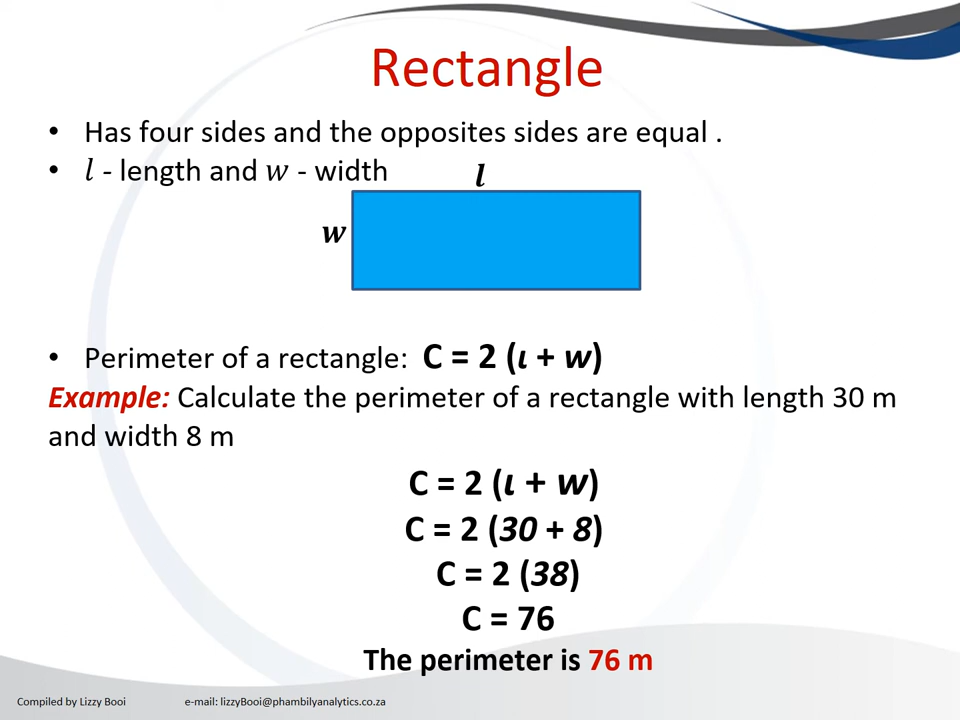 Rectangle
• Has four sides and the opposites sides are equal .
• l - length and w - width
l
w
• Perimeter of a rectangle: C = 2 (ɩ + w)
Example: Calculate the perimeter of a rectangle with length 30 m
and width 8 m
C = 2 (ɩ + w)
C = 2 (30 + 8)
C = 2 (38)
C = 76
The perimeter is 76 m
Compiled by Lizzy Booi e-mail: lizzyBooi@phambilyanalytics.co.za